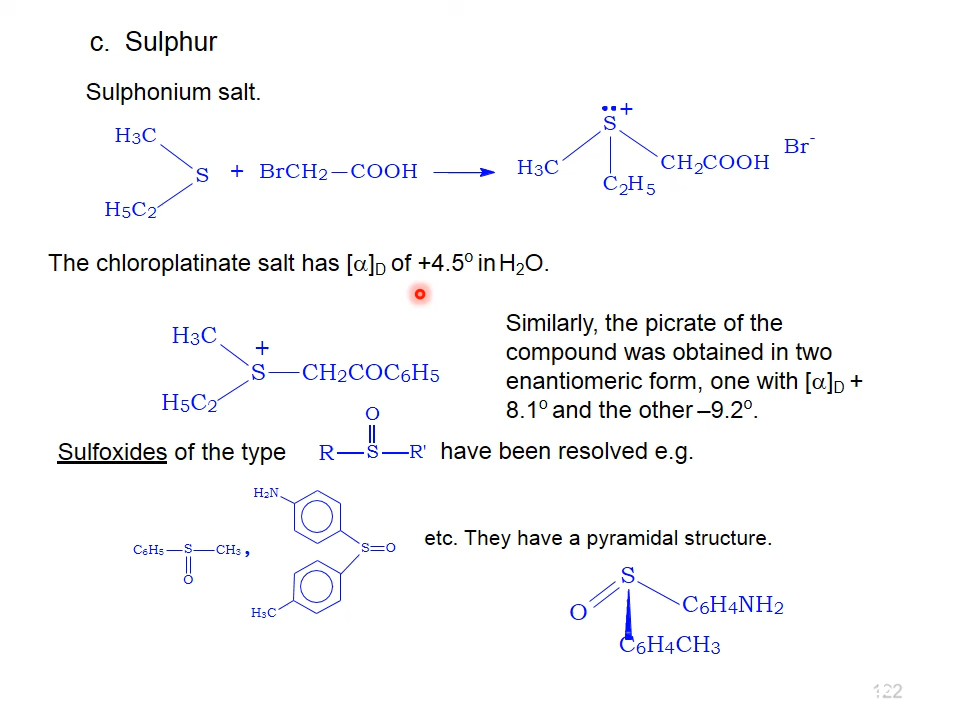 c. Sulphur
Sulphonium salt.
H3C
S + BrCH2—COOH
H5C2
••+
S
H3C
C2H5
CH2COOH
Br-
The chloroplatinate salt has [α]D of +4.5º in H2O.
H3C
+
S—CH2COC6H5
H5C2
Similarly, the picrate of the
compound was obtained in two
enantiomeric form, one with [α]D +
8.1º and the other –9.2º.
Sulfoxides of the type
O
R—S—R'
have been resolved e.g.
C6H5—S—CH3,
O
H2N
S=O
H3C
etc. They have a pyramidal structure.
S
O
C6H4NH2
C6H4CH3
122